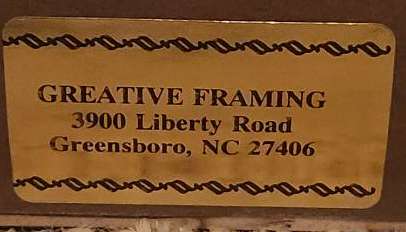 GREATIVE FRAMING
3900 Liberty Road
Greensboro, NC 27406